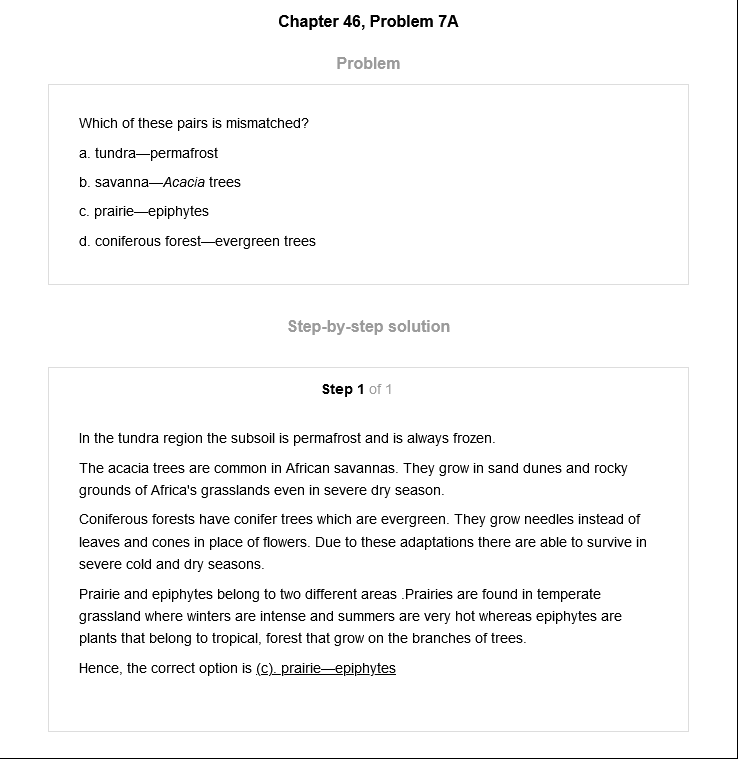 Chapter 46, Problem 7A
Problem
Which of these pairs is mismatched?
a. tundra—permafrost
b. savanna—Acacia trees
c. prairie—epiphytes
d. coniferous forest—evergreen trees
Step-by-step solution
Step 1 of 1
In the tundra region the subsoil is permafrost and is always frozen.
The acacia trees are common in African savannas. They grow in sand dunes and rocky
grounds of Africa's grasslands even in severe dry season.
Coniferous forests have conifer trees which are evergreen. They grow needles instead of
leaves and cones in place of flowers. Due to these adaptations there are able to survive in
severe cold and dry seasons.
Prairie and epiphytes belong to two different areas .Prairies are found in temperate
grassland where winters are intense and summers are very hot whereas epiphytes are
plants that belong to tropical, forest that grow on the branches of trees.
Hence, the correct option is (c). prairie—epiphytes